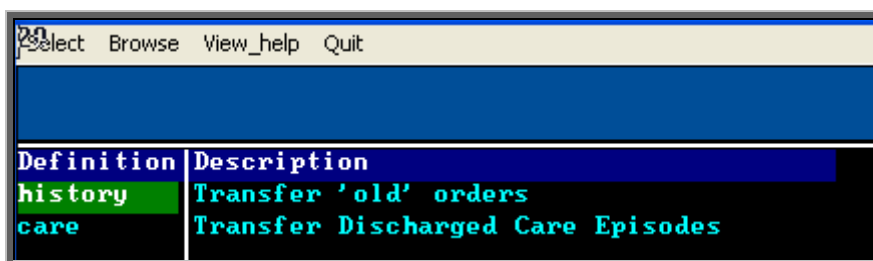 Select Browse View_help Quit
Definition Description
history Transfer 'old' orders
care Transfer Discharged Care Episodes